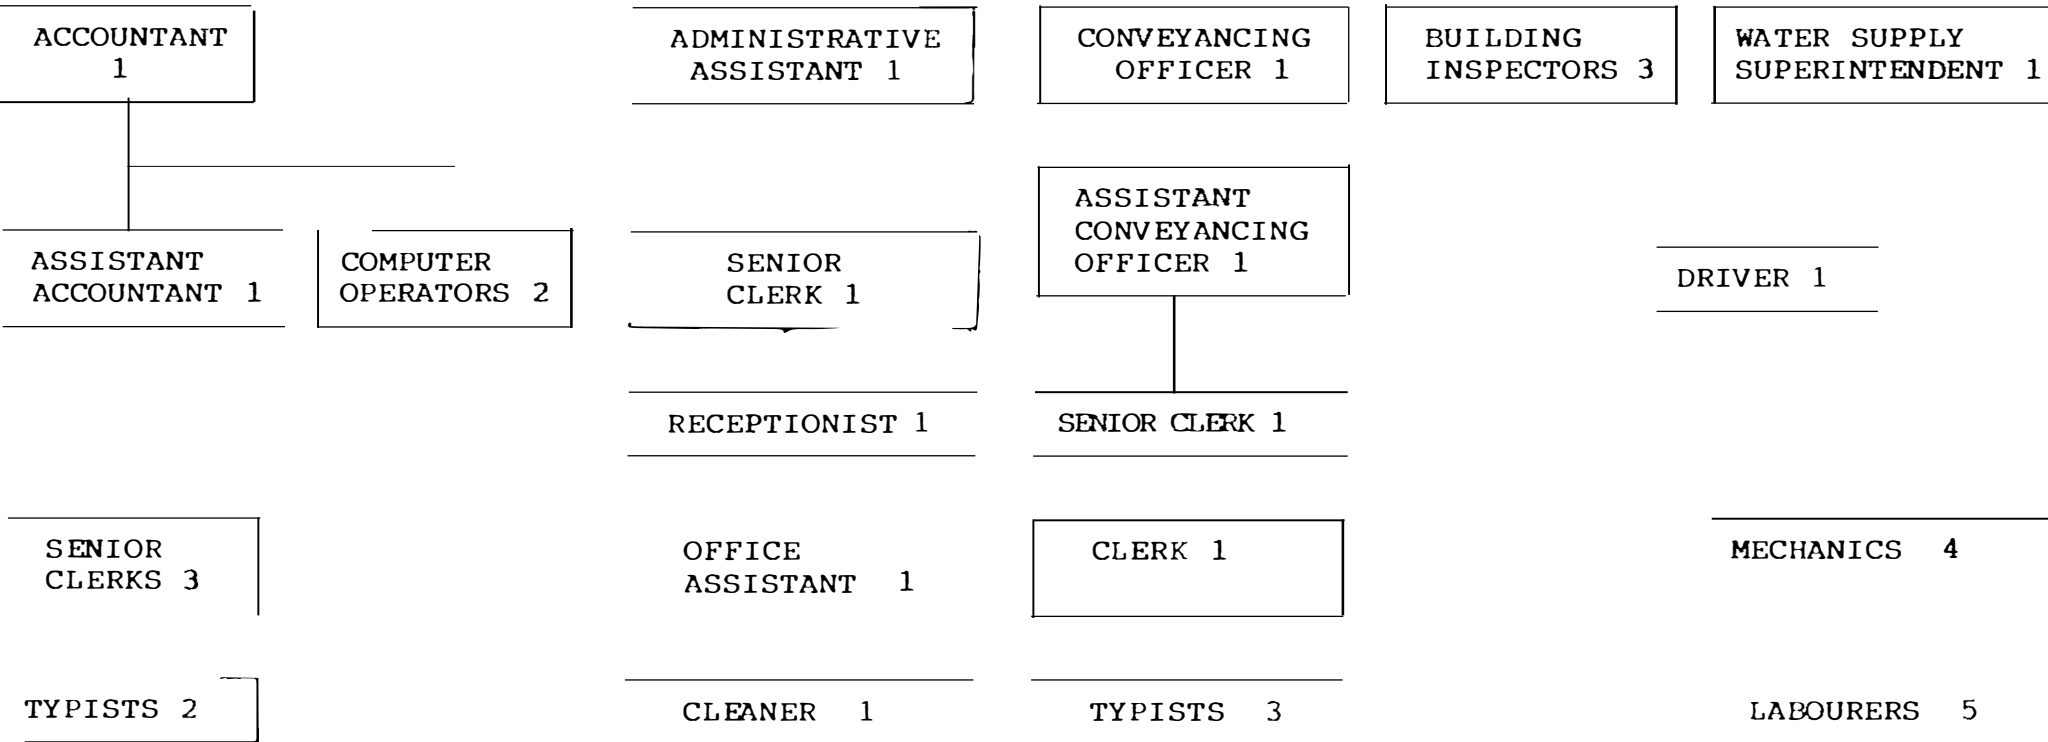 ACCOUNTANT
1
ADMINISTRATIVE
ASSISTANT 1
CONVEYANCING
OFFICER 1
BUILDING
INSPECTORS 3
WATER SUPPLY
SUPERINTENDENT 1
ASSISTANT
ACCOUNTANT 1
COMPUTER
OPERATORS 2
SENIOR
CLERK 1
ASSISTANT
CONVEYANCING
OFFICER 1
DRIVER 1
RECEPTIONIST 1
SENIOR CLERK 1
SENIOR
CLERKS 3
OFFICE
ASSISTANT 1
CLERK 1
MECHANICS 4
TYPISTS 2
CLEANER 1
TYPISTS 3
LABOURERS 5